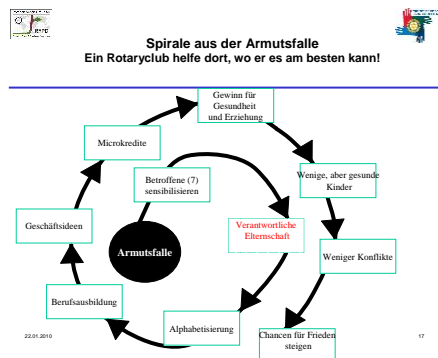 Spirale aus der Armutsfalle
Ein Rotaryclub helfe dort, wo er es am besten kann!
Gewinn für
Gesundheit
und Erziehung
Microkredite
Betroffene (7)
sensibilisieren
Wenige, aber gesunde
Kinder
Geschäftsideen
Verantwortliche
Elternschaft
Armutsfalle
Weniger Konflikte
Berufsausbildung
Alphabetisierung
Chancen für Frieden
steigen
22.01.2010
17